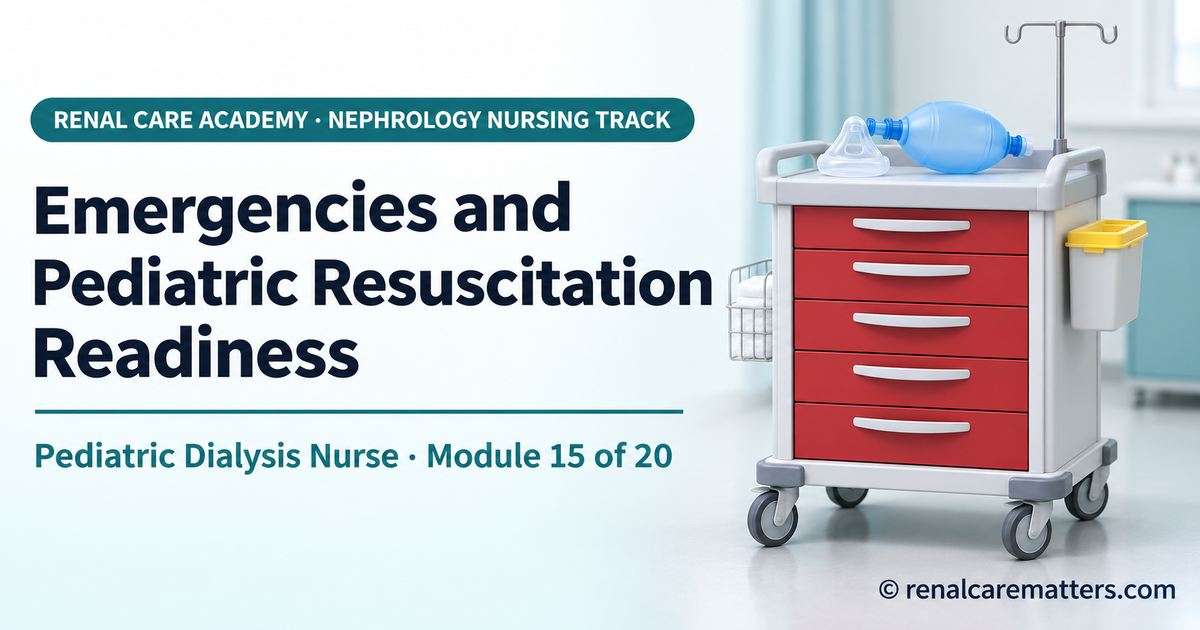 RENAL CARE ACADEMY · NEPHROLOGY NURSING TRACK
Emergencies and
Pediatric Resuscitation
Readiness
Pediatric Dialysis Nurse · Module 15 of 20
© renalcarematters.com